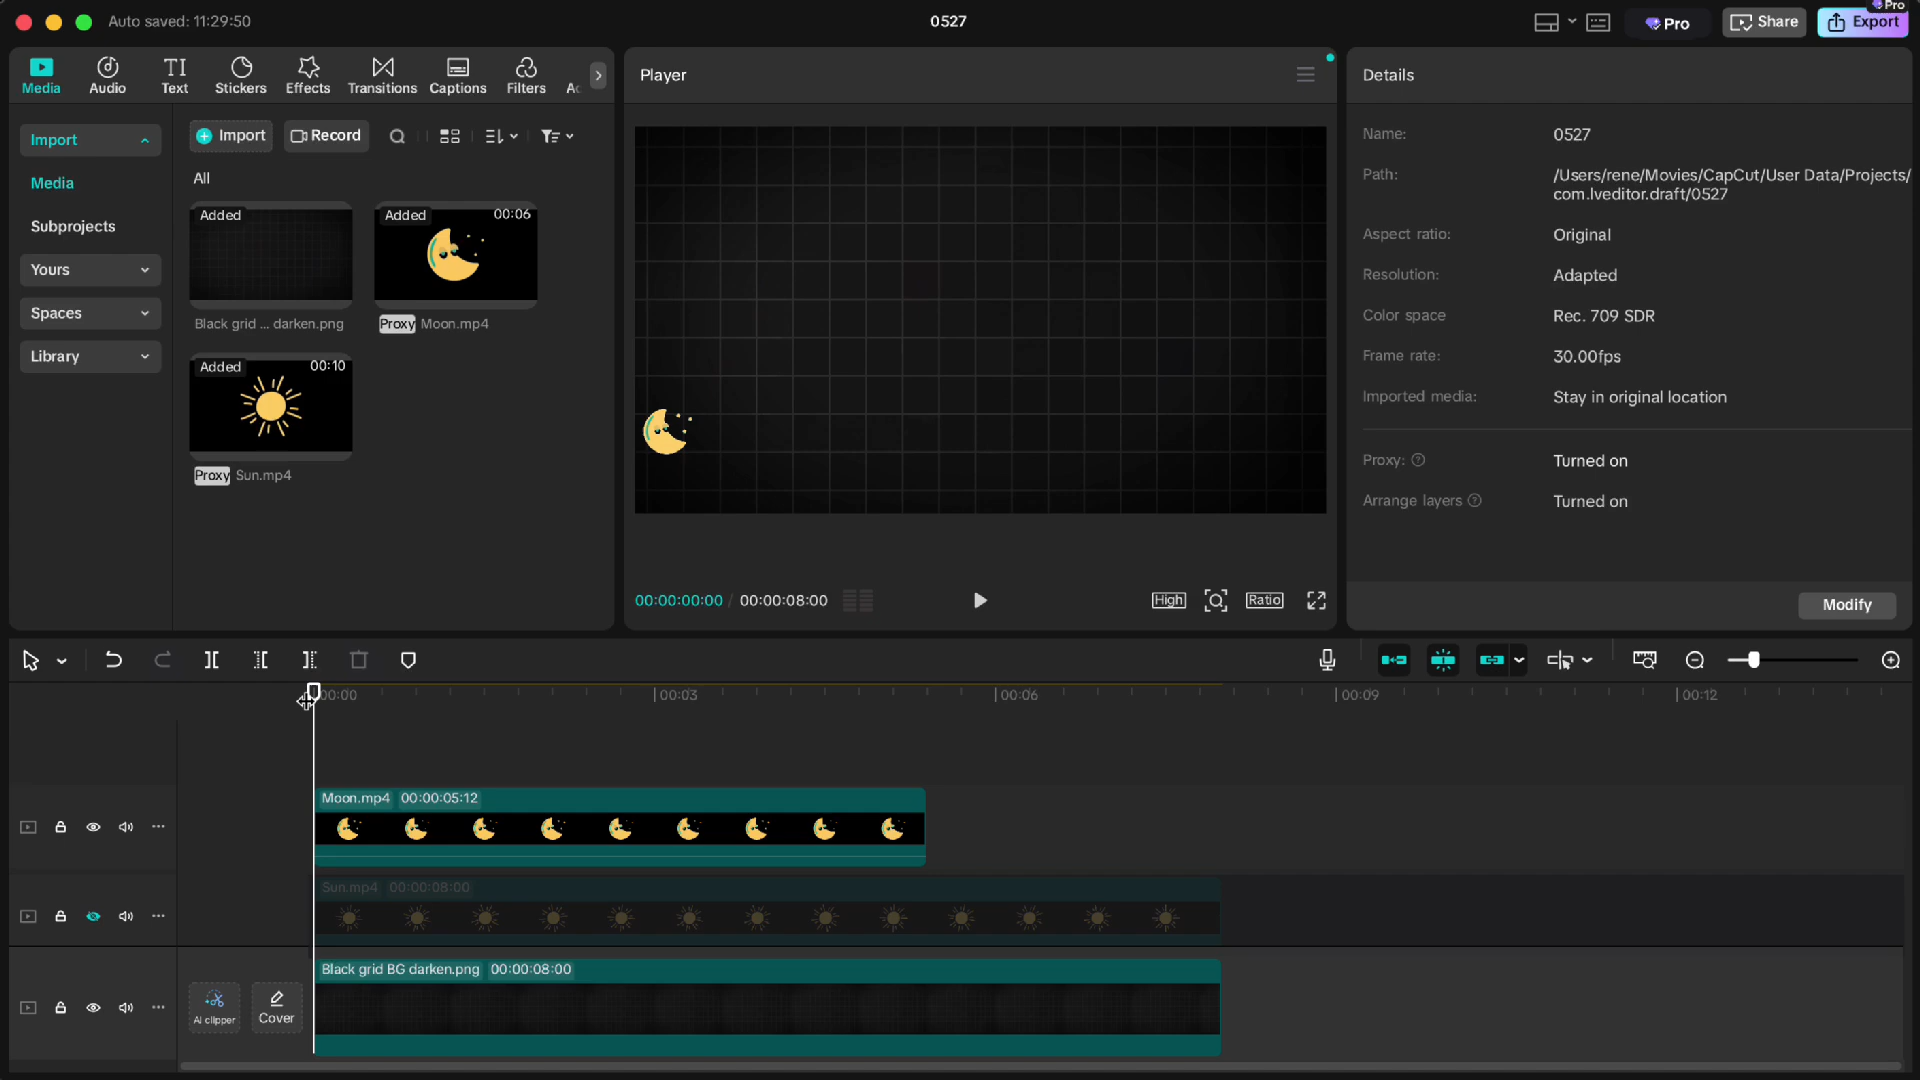 Auto saved: 11:29:50
0527
Pro
Share
Export
Pro
Media
Audio
Text
Stickers
Effects
Transitions
Captions
Filters
Import
Media
Subprojects
Yours
Spaces
Library
Import
Record
All
Added
Black grid ... darken.png
Added 00:06
Proxy Moon.mp4
Added 00:10
Proxy Sun.mp4
Player
00:00:00:00 / 00:00:08:00
High
Ratio
Details
Name: 0527
Path: /Users/rene/Movies/CapCut/User Data/Projects/
com.lveditor.draft/0527
Aspect ratio: Original
Resolution: Adapted
Color space Rec. 709 SDR
Frame rate: 30.00fps
Imported media: Stay in original location
Proxy: Turned on
Arrange layers Turned on
Modify
00:00 00:03 00:06 00:09 00:12
Moon.mp4 00:00:05:12
Sun.mp4 00:00:08:00
Black grid BG darken.png 00:00:08:00
AI clipper
Cover